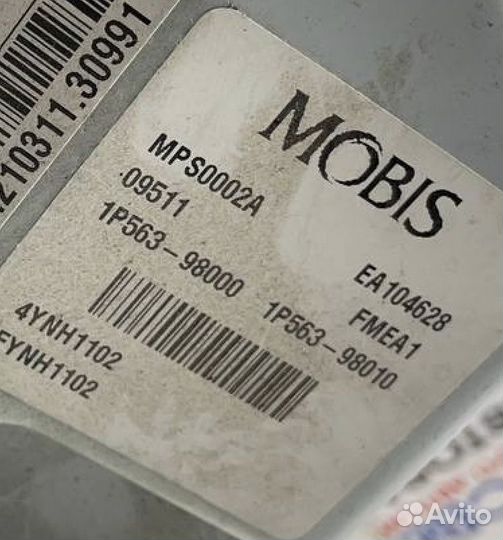 210311.30991
MOBIS
MPS0002A
09511 EA104628
1P563-98000 FMEA1
1P563-98010
4YNH1102
FYNH1102
Avito